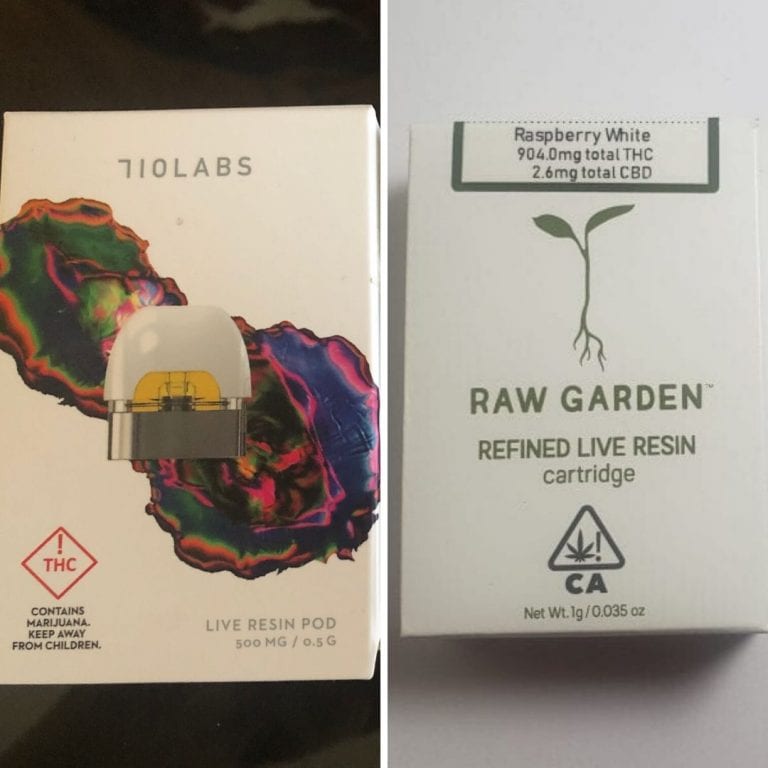 710LABS
!
THC
CONTAINS
MARIJUANA.
KEEP AWAY
FROM CHILDREN.
LIVE RESIN POD
500 MG / 0.5 G
Raspberry White
904.0mg total THC
2.6mg total CBD
RAW GARDEN™
REFINED LIVE RESIN
cartridge
!
CA
Net Wt. 1g / 0.035 oz